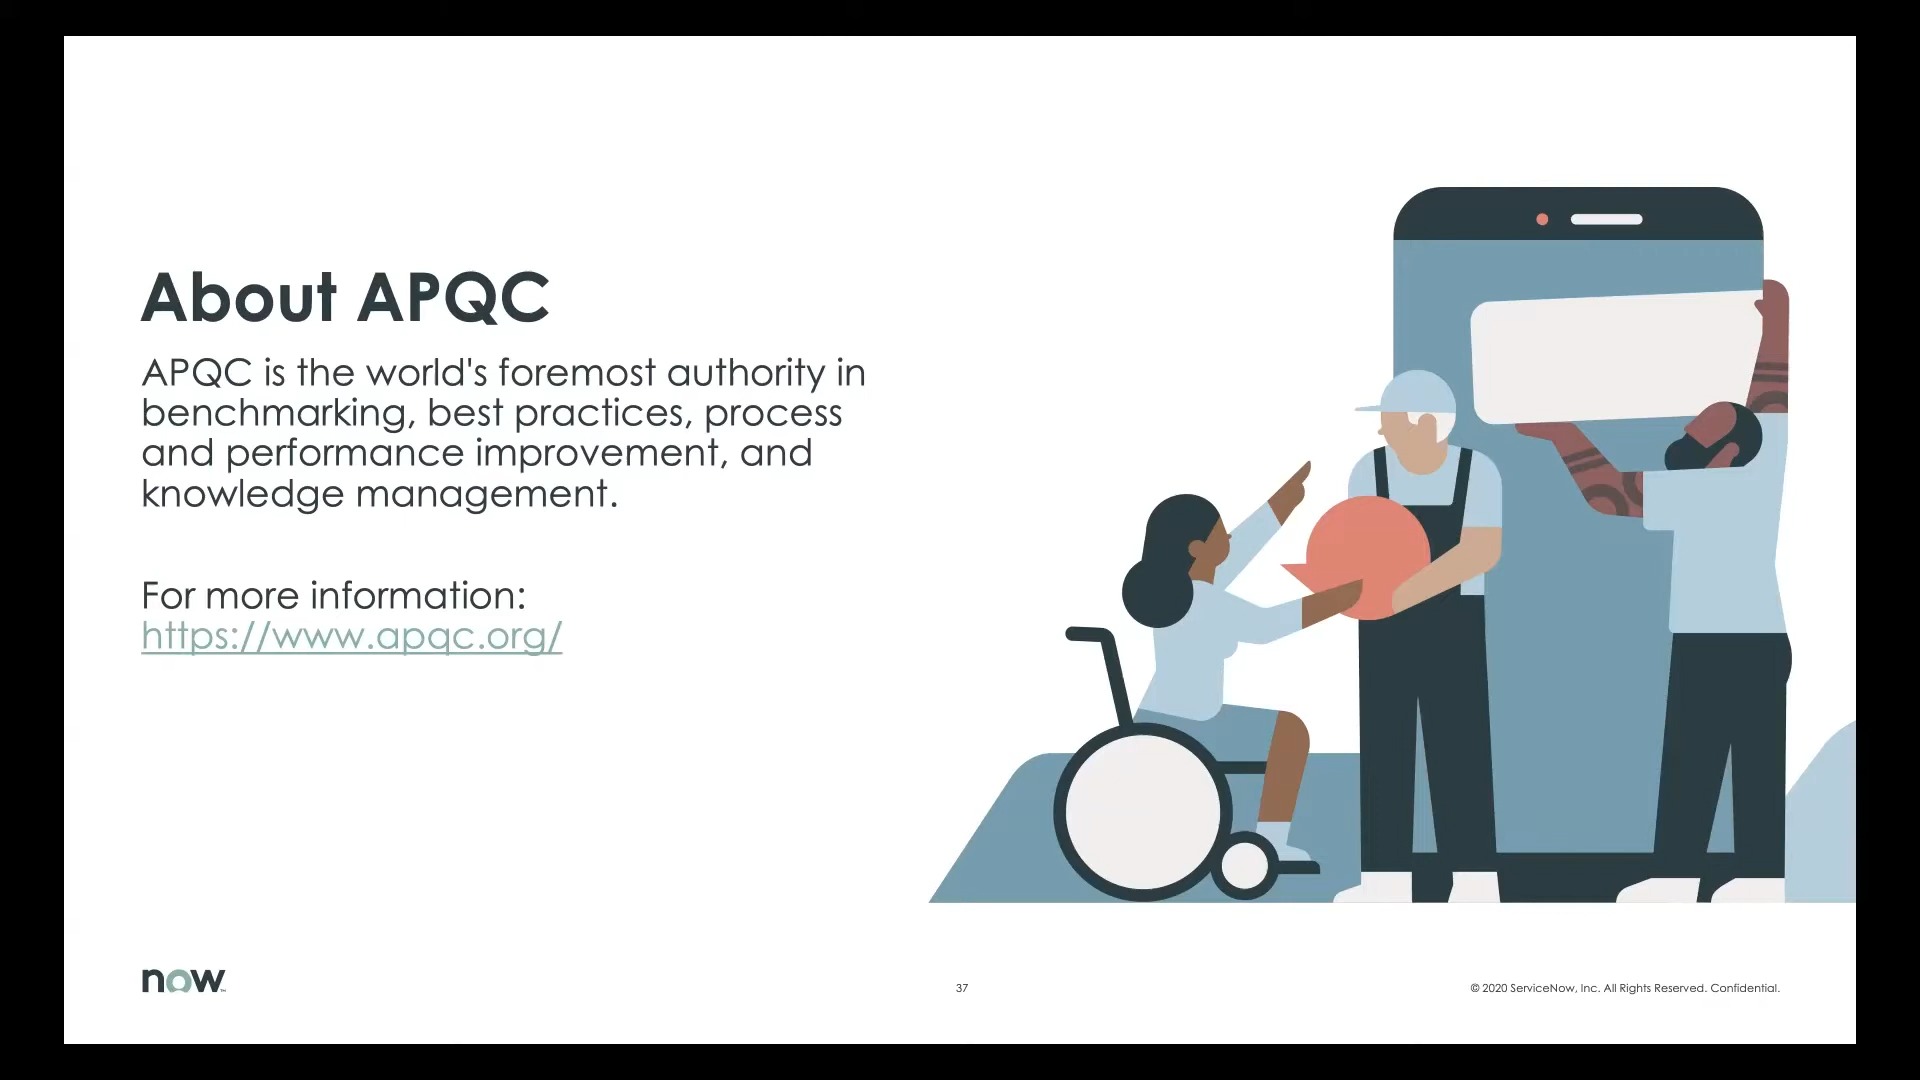 About APQC
APQC is the world's foremost authority in
benchmarking, best practices, process
and performance improvement, and
knowledge management.
For more information:
https://www.apqc.org/
now
37
© 2020 ServiceNow, Inc. All Rights Reserved. Confidential.